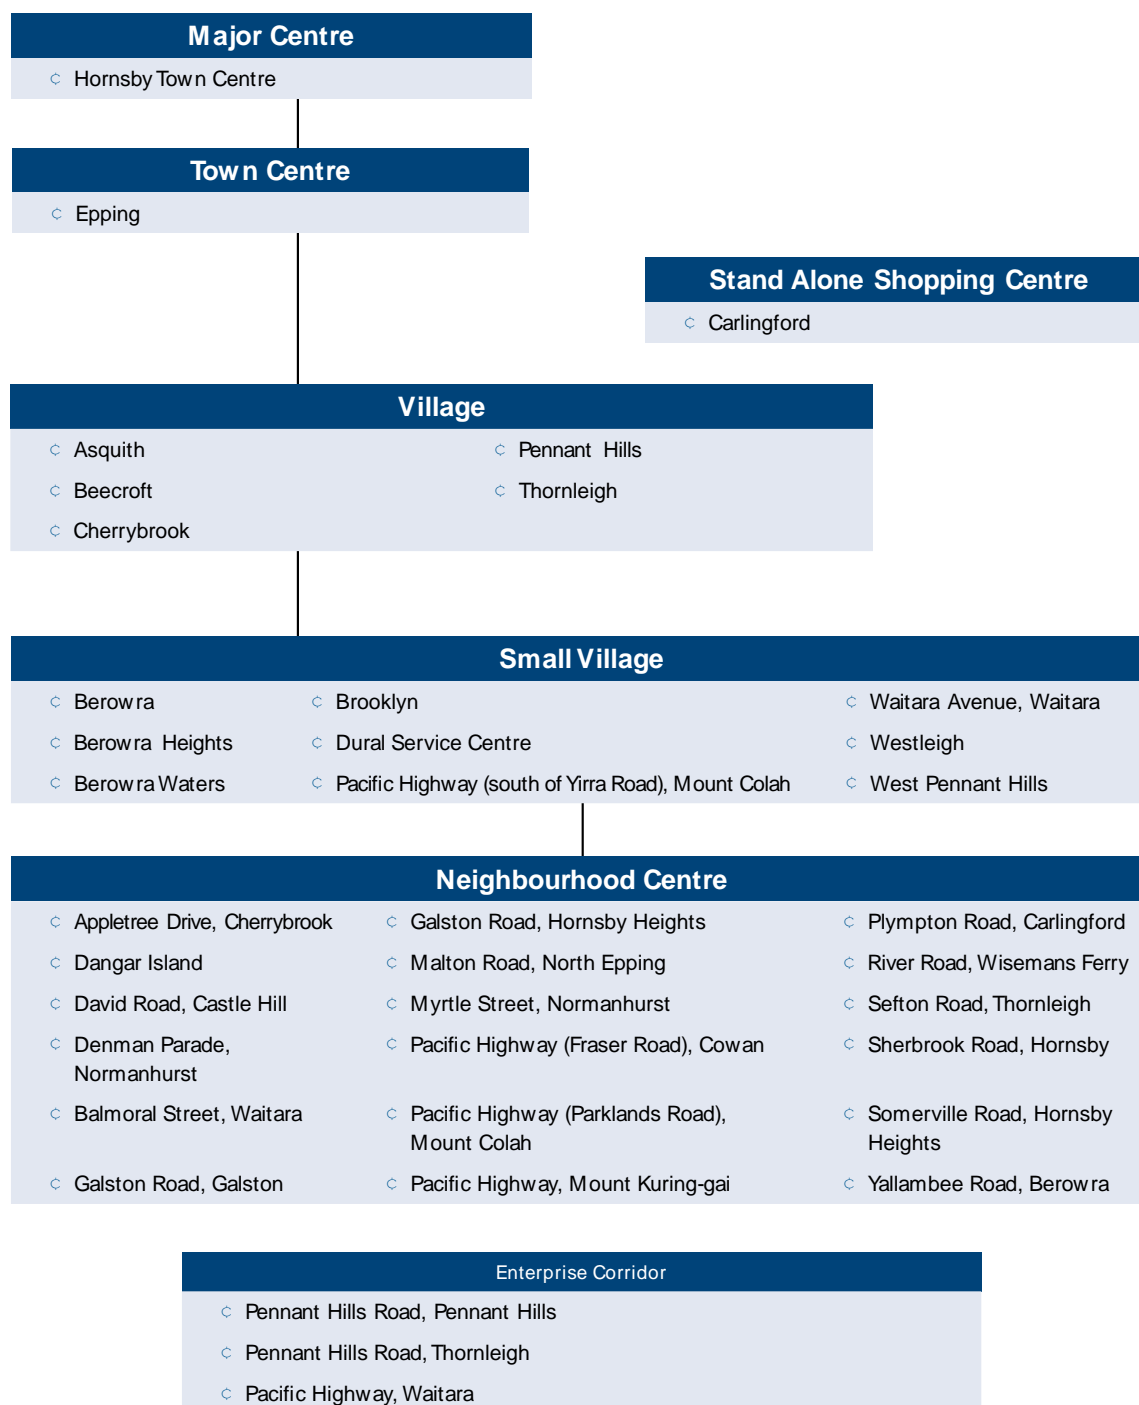 Major Centre
¢ Hornsby Town Centre
Town Centre
¢ Epping
Stand Alone Shopping Centre
¢ Carlingford
Village
¢ Asquith
¢ Beecroft
¢ Cherrybrook
¢ Pennant Hills
¢ Thornleigh
Small Village
¢ Berowra
¢ Berowra Heights
¢ Berowra Waters
¢ Brooklyn
¢ Dural Service Centre
¢ Pacific Highway (south of Yirra Road), Mount Colah
¢ Waitara Avenue, Waitara
¢ Westleigh
¢ West Pennant Hills
Neighbourhood Centre
¢ Appletree Drive, Cherrybrook
¢ Dangar Island
¢ David Road, Castle Hill
¢ Denman Parade,
Normanhurst
¢ Balmoral Street, Waitara
¢ Galston Road, Galston
¢ Galston Road, Hornsby Heights
¢ Malton Road, North Epping
¢ Myrtle Street, Normanhurst
¢ Pacific Highway (Fraser Road), Cowan
¢ Pacific Highway (Parklands Road),
Mount Colah
¢ Pacific Highway, Mount Kuring-gai
¢ Plympton Road, Carlingford
¢ River Road, Wisemans Ferry
¢ Sefton Road, Thornleigh
¢ Sherbrook Road, Hornsby
¢ Somerville Road, Hornsby
Heights
¢ Yallambee Road, Berowra
Enterprise Corridor
¢ Pennant Hills Road, Pennant Hills
¢ Pennant Hills Road, Thornleigh
¢ Pacific Highway, Waitara